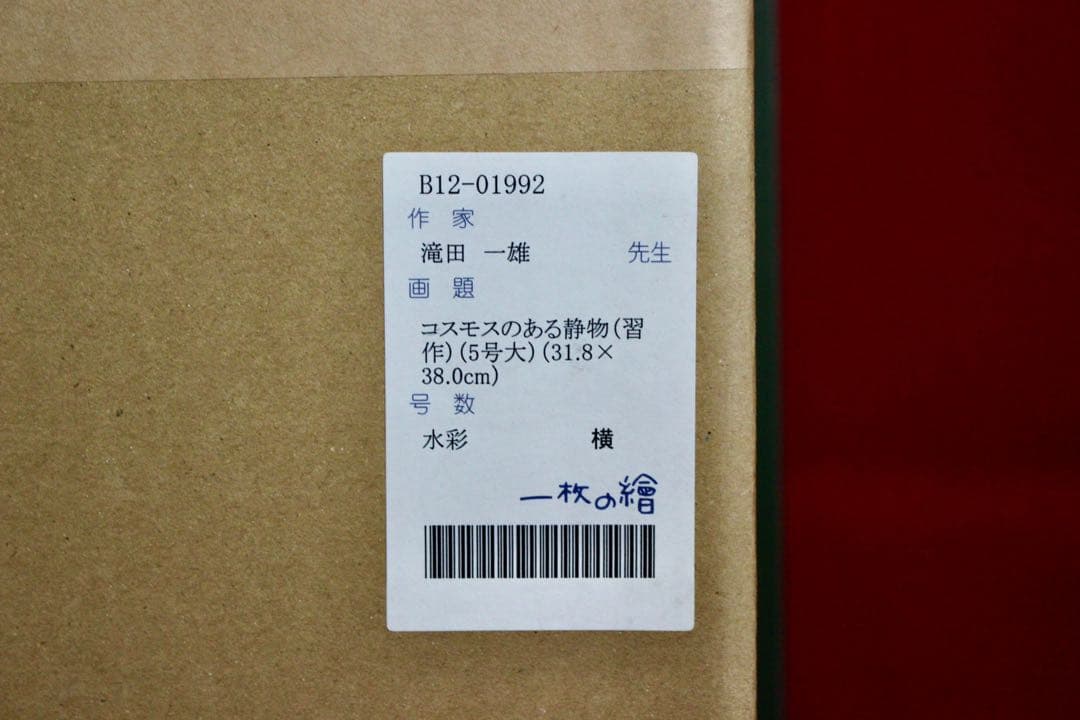 B12-01992
作 家
滝田 一雄 先生
画 題
コスモスのある静物(習
作)(5号大)(31.8×
38.0cm)
号 数
水彩 横
一枚の繪